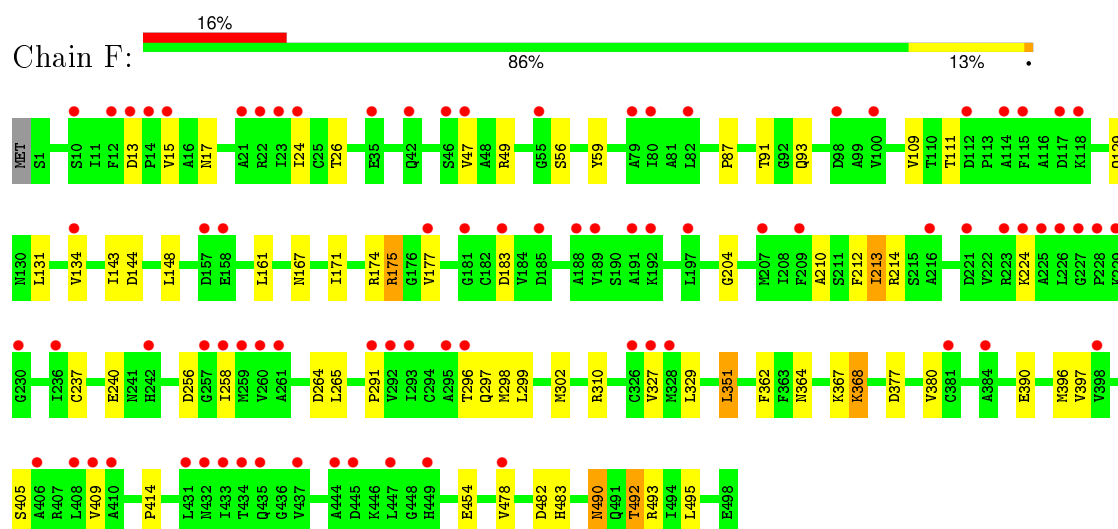 16%
Chain F:
86% 13% •
MET S1 S10 I11 F12 D13 P14 V15 A16 N17 A21 R22 I23 I24 C25 T26 E35 Q42 S46 V47 A48 R49 G55 S56 Y59 A79 I80 A81 L82 P87 T91 G92 Q93 D98 A99 V100 V109 T110 T111 D112 P113 A114 F115 A116 D117 K118 Q129
N130 L131 V134 I143 D144 L148 D157 E158 L161 N167 I171 R174 R175 G176 V177 G181 C182 D183 V184 D185 A188 V189 S190 A191 K192 L197 G204 M207 I208 F209 A210 S211 F212 I213 R214 S215 A216 D221 V222 R223 K224 A225 L226 G227 P228 K229
G230 I236 C237 E240 N241 H242 D256 G257 I258 M259 V260 A261 D264 L265 P291 V292 I293 C294 A295 T296 Q297 M298 L299 M302 R310 C326 V327 M328 L329 L351 F362 F363 N364 K367 K368 D377 V380 C381 A384 E390 M396 V397 V398
S405 A406 R407 L408 V409 A410 P414 L431 N432 I433 T434 Q435 G436 V437 A444 D445 K446 L447 G448 H449 E454 V478 D482 H483 N490 Q491 T492 R493 I494 L495 E498